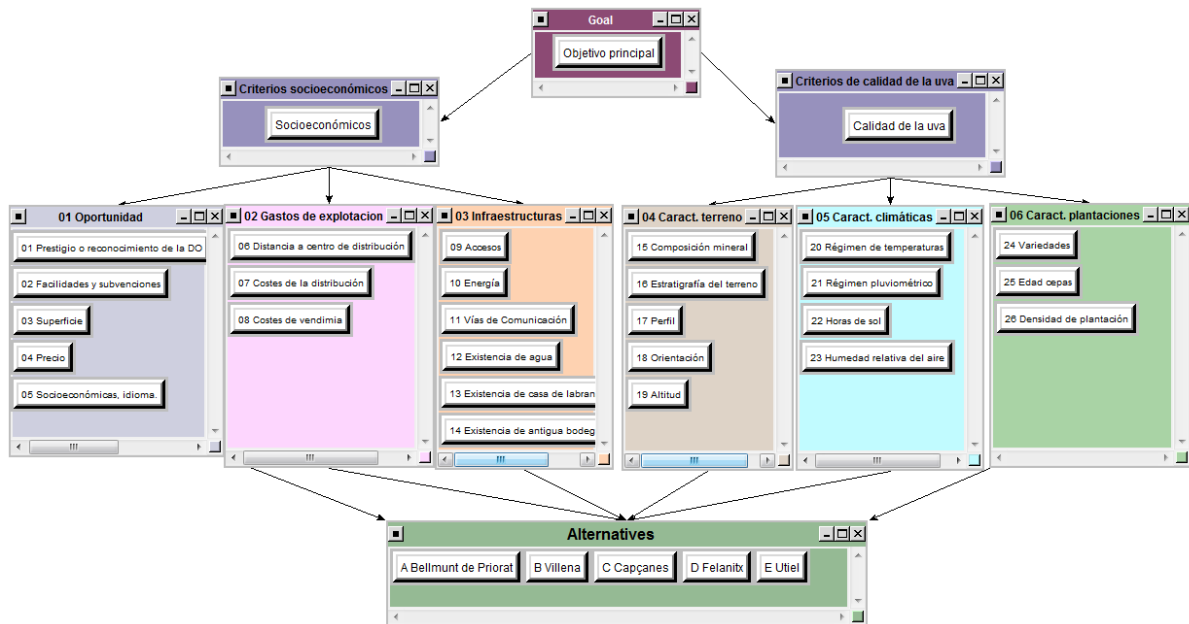 Goal
Objetivo principal
Criterios socioeconómicos
Socioeconómicos
Criterios de calidad de la uva
Calidad de la uva
01 Oportunidad
01 Prestigio o reconocimiento de la DO
02 Facilidades y subvenciones
03 Superficie
04 Precio
05 Socioeconómicas, idioma.
02 Gastos de explotacion
06 Distancia a centro de distribución
07 Costes de la distribución
08 Costes de vendimia
03 Infraestructuras
09 Accesos
10 Energía
11 Vías de Comunicación
12 Existencia de agua
13 Existencia de casa de labran
14 Existencia de antigua bodeg
04 Caract. terreno
15 Composición mineral
16 Estratigrafía del terreno
17 Perfil
18 Orientación
19 Altitud
05 Caract. climáticas
20 Régimen de temperaturas
21 Régimen pluviométrico
22 Horas de sol
23 Humedad relativa del aire
06 Caract. plantaciones
24 Variedades
25 Edad cepas
26 Densidad de plantación
Alternatives
A Bellmunt de Priorat
B Villena
C Capçanes
D Felanitx
E Utiel